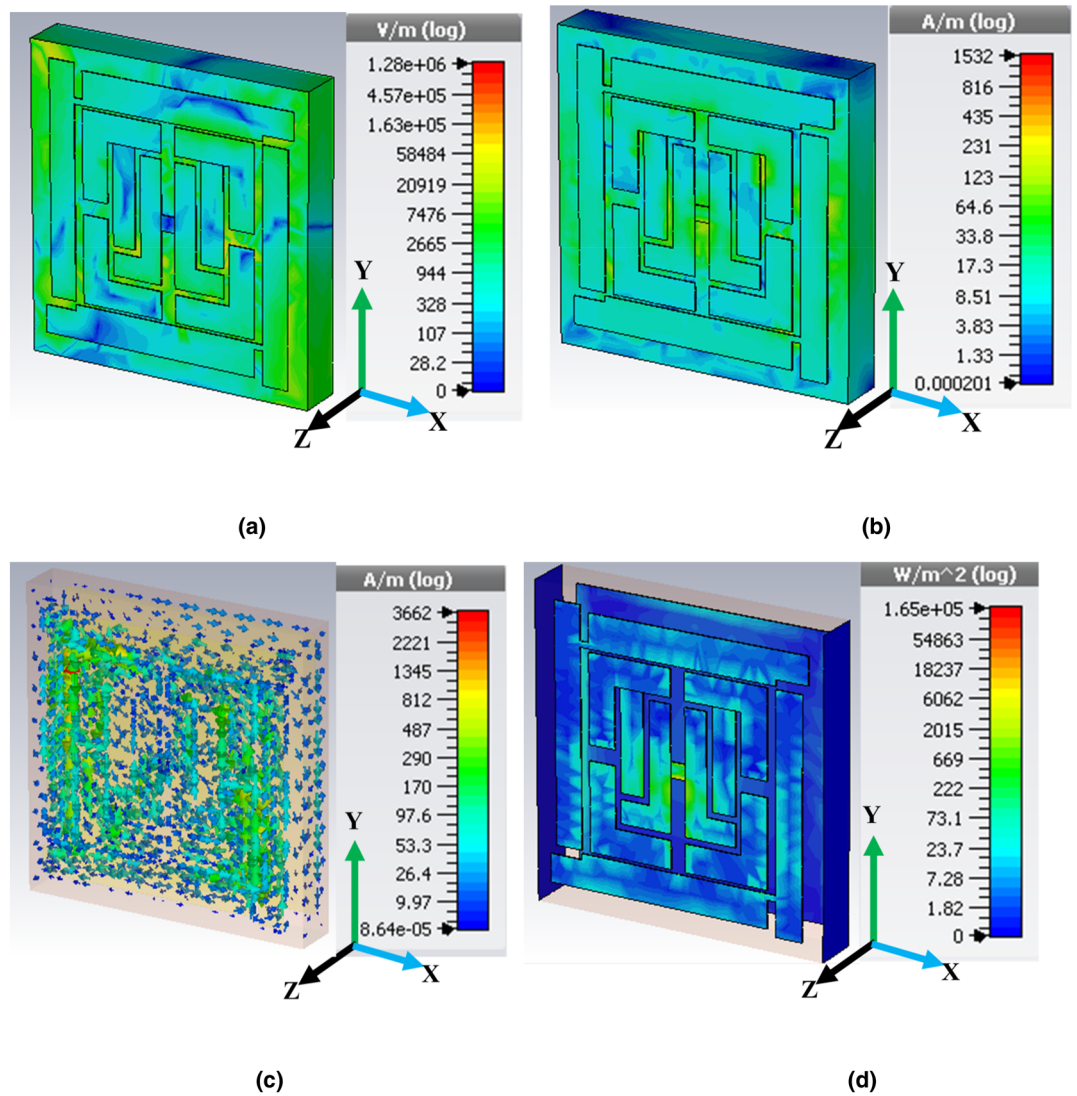 V/m (log)
1.28e+06
4.57e+05
1.63e+05
58484
20919
7476
2665
944
328
107
28.2
0
Y
X
Z
(a)
A/m (log)
1532
816
435
231
123
64.6
33.8
17.3
8.51
3.83
1.33
0.000201
Y
X
Z
(b)
A/m (log)
3662
2221
1345
812
487
290
170
97.6
53.3
26.4
9.97
8.64e-05
Y
X
Z
(c)
W/m^2 (log)
1.65e+05
54863
18237
6062
2015
669
222
73.1
23.7
7.28
1.82
0
Y
X
Z
(d)